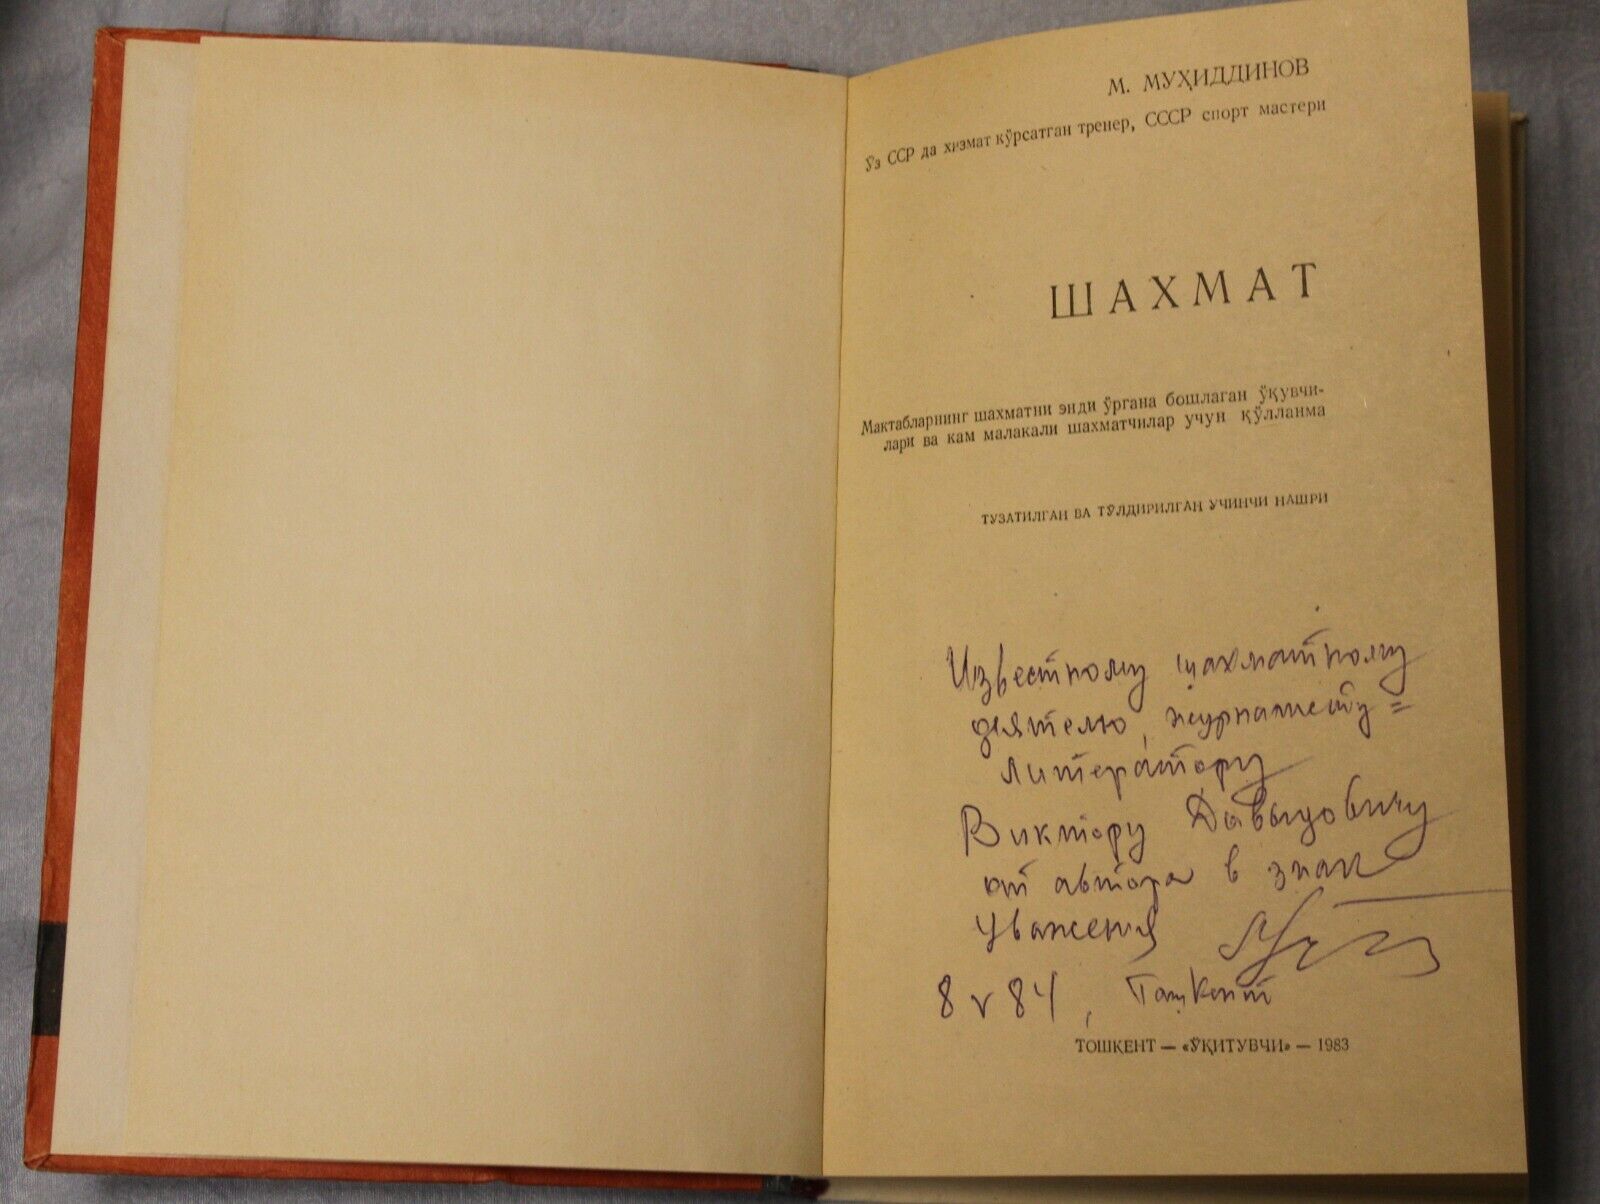 М. МУҲИДДИНОВ
Ўз ССР да хизмат кўрсатган тренер, СССР спорт мастери
ШАХМАТ
Мактабларнинг шахматни энди ўргана бошлаган ўқувчи-
лари ва кам малакали шахматчилар учун қўлланма
ТУЗАТИЛГАН ВА ТЎЛДИРИЛГАН УЧИНЧИ НАШРИ
Известному шахматному
деятелю, журналисту=
литератору
Виктору Давыдовичу
от автора в знак
уважения
8 V 84, Ташкент
ТОШКЕНТ — «ЎҚИТУВЧИ» — 1983